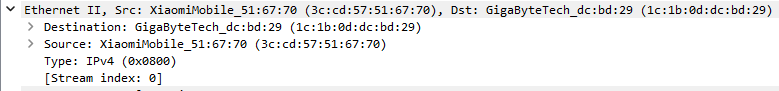 Ethernet II, Src: XiaomiMobile_51:67:70 (3c:cd:57:51:67:70), Dst: GigaByteTech_dc:bd:29 (1c:1b:0d:dc:bd:29)
Destination: GigaByteTech_dc:bd:29 (1c:1b:0d:dc:bd:29)
Source: XiaomiMobile_51:67:70 (3c:cd:57:51:67:70)
Type: IPv4 (0x0800)
[Stream index: 0]